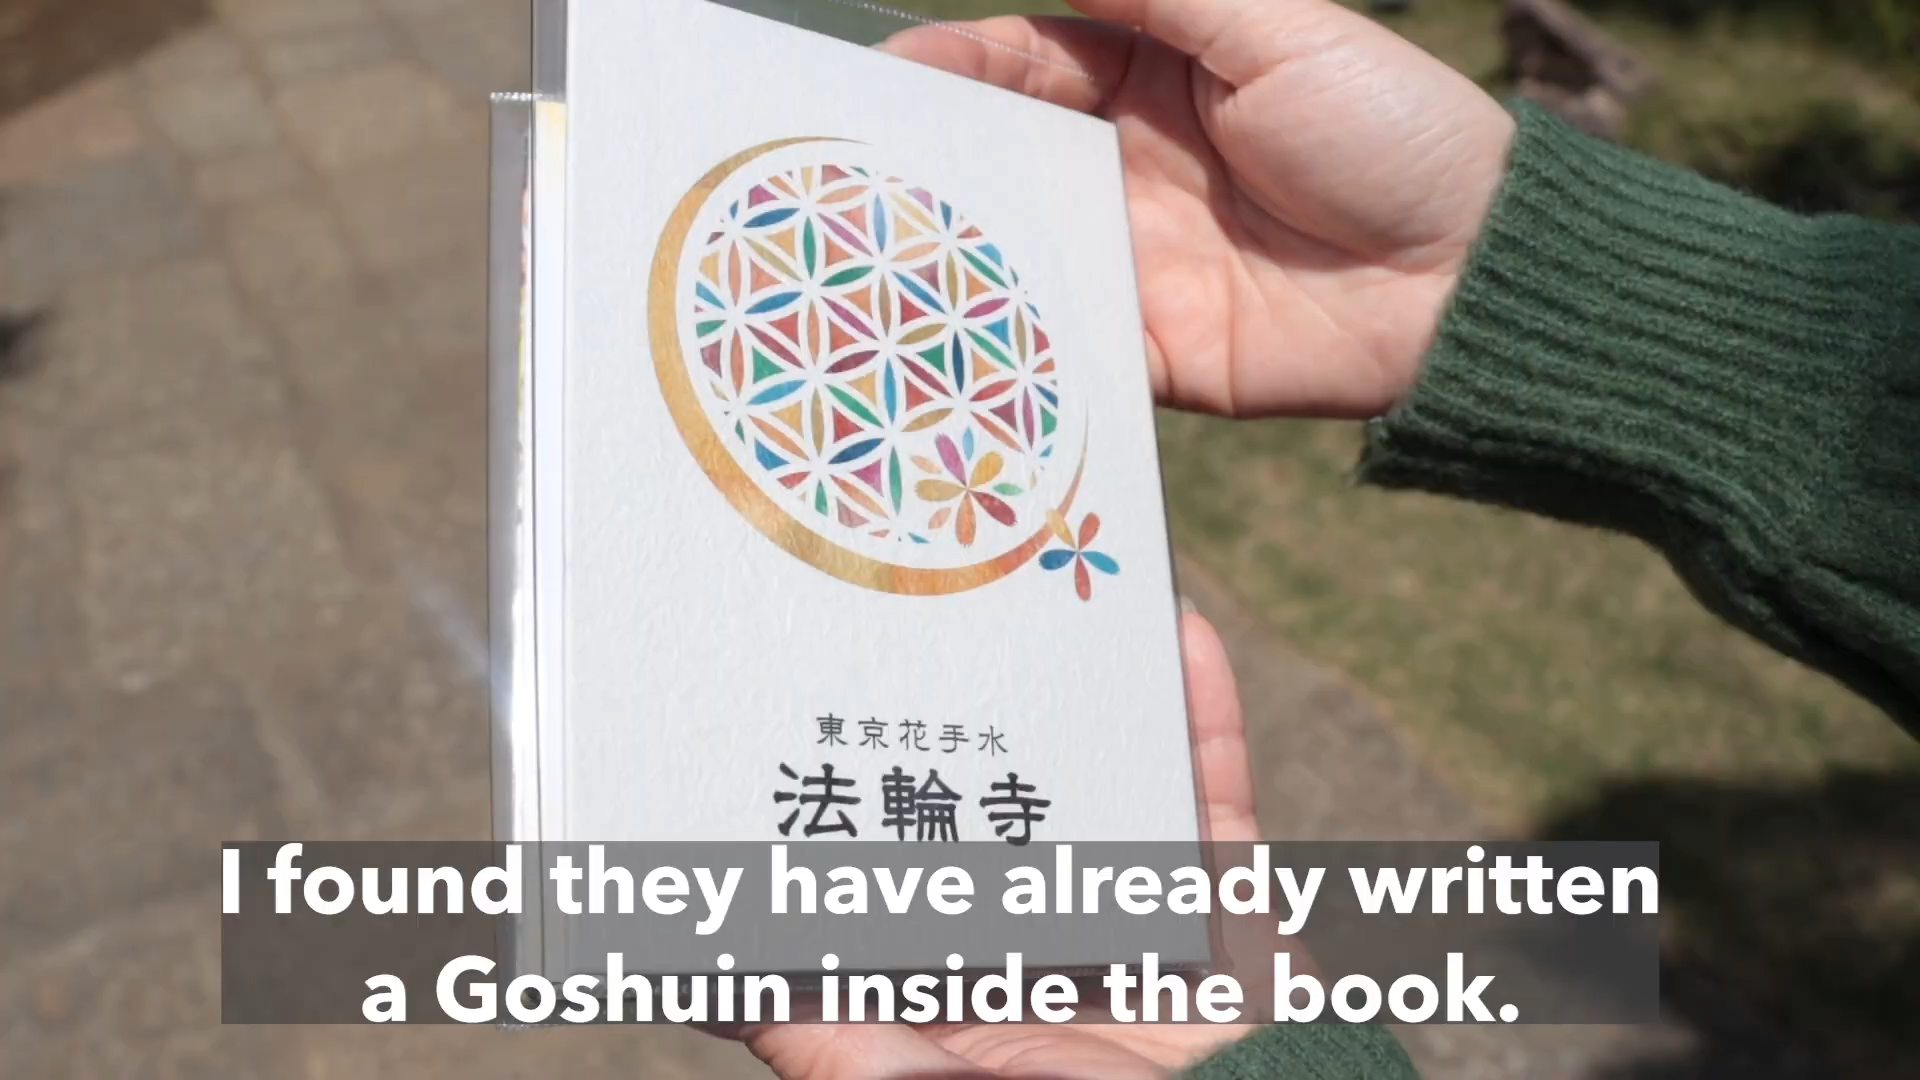 東京花手水
法輪寺
I found they have already written
a Goshuin inside the book.